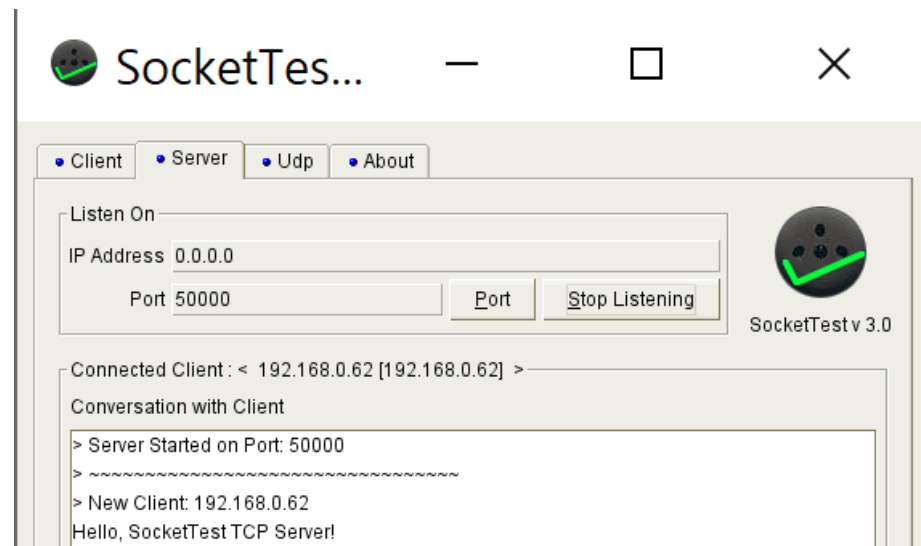 SocketTes...
Client Server Udp About
Listen On
IP Address 0.0.0.0
Port 50000 Port Stop Listening
SocketTest v 3.0
Connected Client : < 192.168.0.62 [192.168.0.62] >
Conversation with Client
> Server Started on Port: 50000
> ~~~~~~~~~~~~~~~~~~~~~~~~~~~~~~~~~
> New Client: 192.168.0.62
Hello, SocketTest TCP Server!